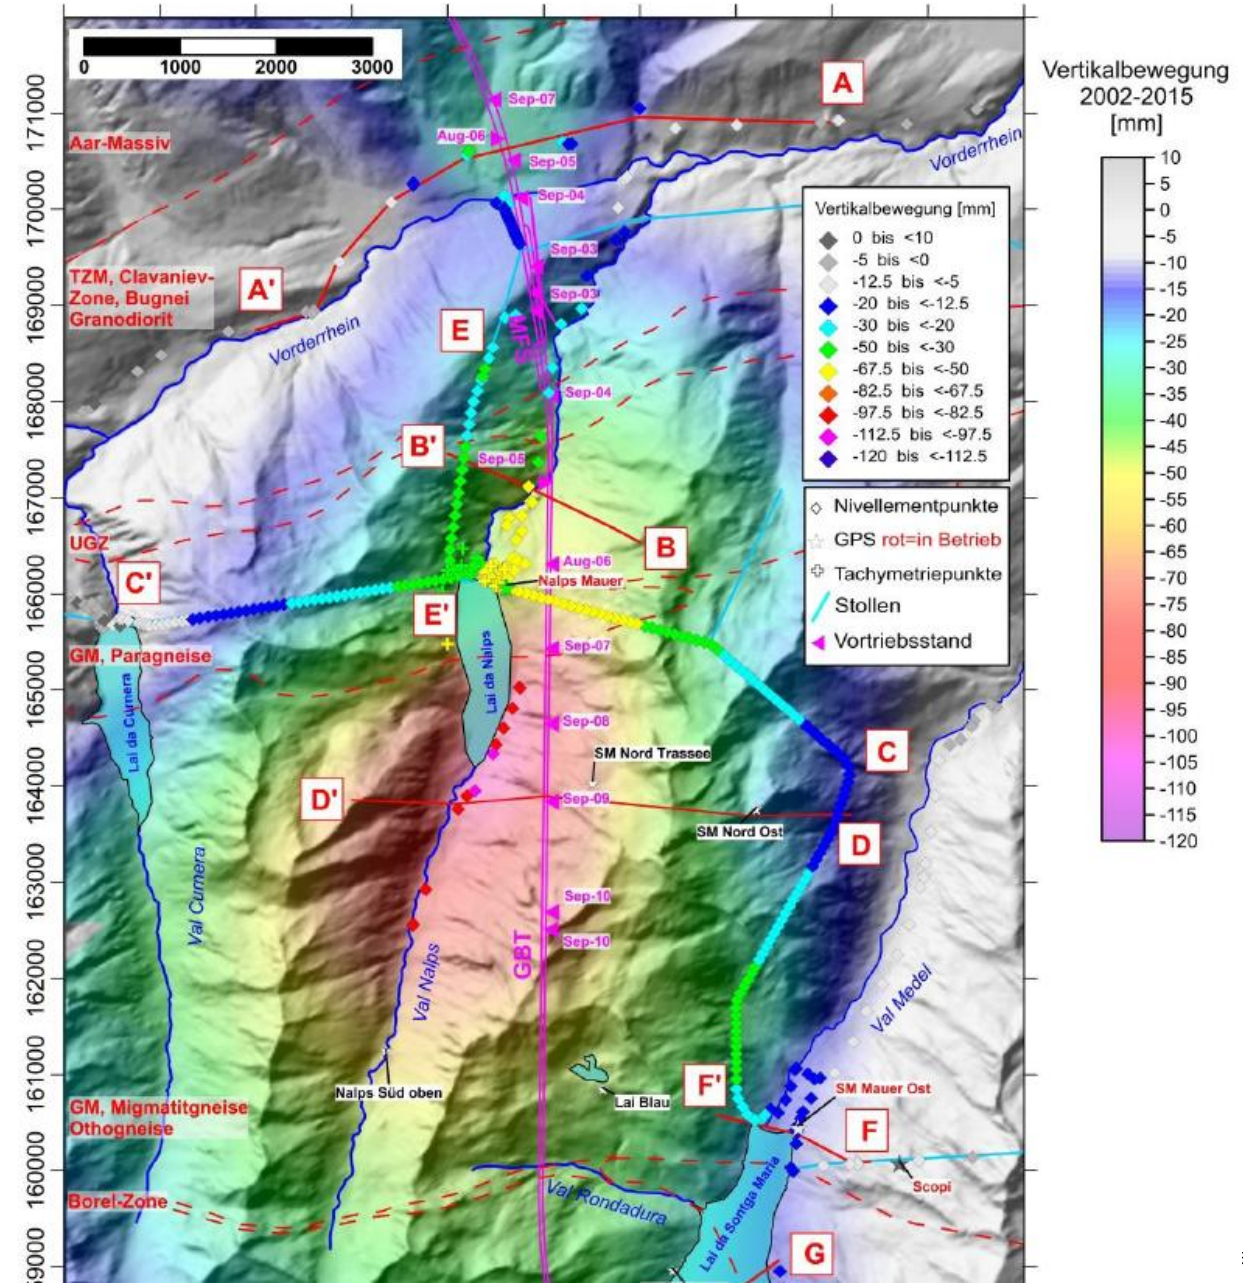 0 1000 2000 3000
171000
170000
169000
168000
167000
166000
165000
164000
163000
162000
161000
160000
Aar-Massiv
TZM, Clavaniev-
Zone, Bugnei
Granodiorit
UGZ
GM, Paragneise
GM, Migmatitgneise
Othogneise
Borel-Zone
Sep-07
Aug-06
Sep-05
Sep-04
Sep-03
Sep-03
Sep-04
Sep-05
Aug-06
Sep-07
Sep-08
Sep-09
Sep-10
Sep-10
MFS
GBT
A
A'
E
B'
B
C'
E'
C
D'
D
F'
F
G
Vorderrhein
Vorderrhein
Nalps Mauer
Lai da Curnera
Lai da Nalps
SM Nord Trassee
SM Nord Ost
Val Curnera
Val Nalps
Val Medel
Nalps Süd oben
Lai Blau
SM Mauer Ost
Scopi
Val Rondadura
Lai da Sontga Maria
Vertikalbewegung [mm]
0 bis <10
-5 bis <0
-12.5 bis <-5
-20 bis <-12.5
-30 bis <-20
-50 bis <-30
-67.5 bis <-50
-82.5 bis <-67.5
-97.5 bis <-82.5
-112.5 bis <-97.5
-120 bis <-112.5
Nivellementpunkte
GPS rot=in Betrieb
Tachymetriepunkte
Stollen
Vortriebsstand
Vertikalbewegung
2002-2015
[mm]
10
5
0
-5
-10
-15
-20
-25
-30
-35
-40
-45
-50
-55
-60
-65
-70
-75
-80
-85
-90
-95
-100
-105
-110
-115
-120